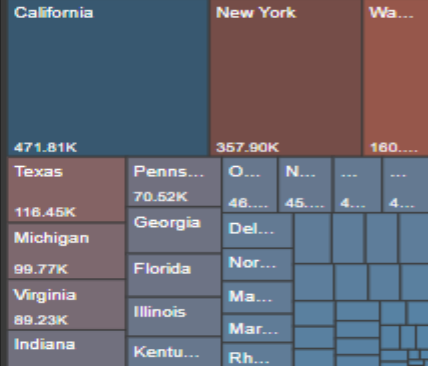 California
471.81K
New York
357.90K
Wa...
160....
Texas
116.45K
Michigan
99.77K
Virginia
89.23K
Indiana
Penns...
70.52K
Georgia
Florida
Illinois
Kentu...
O...
46....
N...
45....
...
4...
...
4...
Del...
Nor...
Ma...
Mar...
Rh...